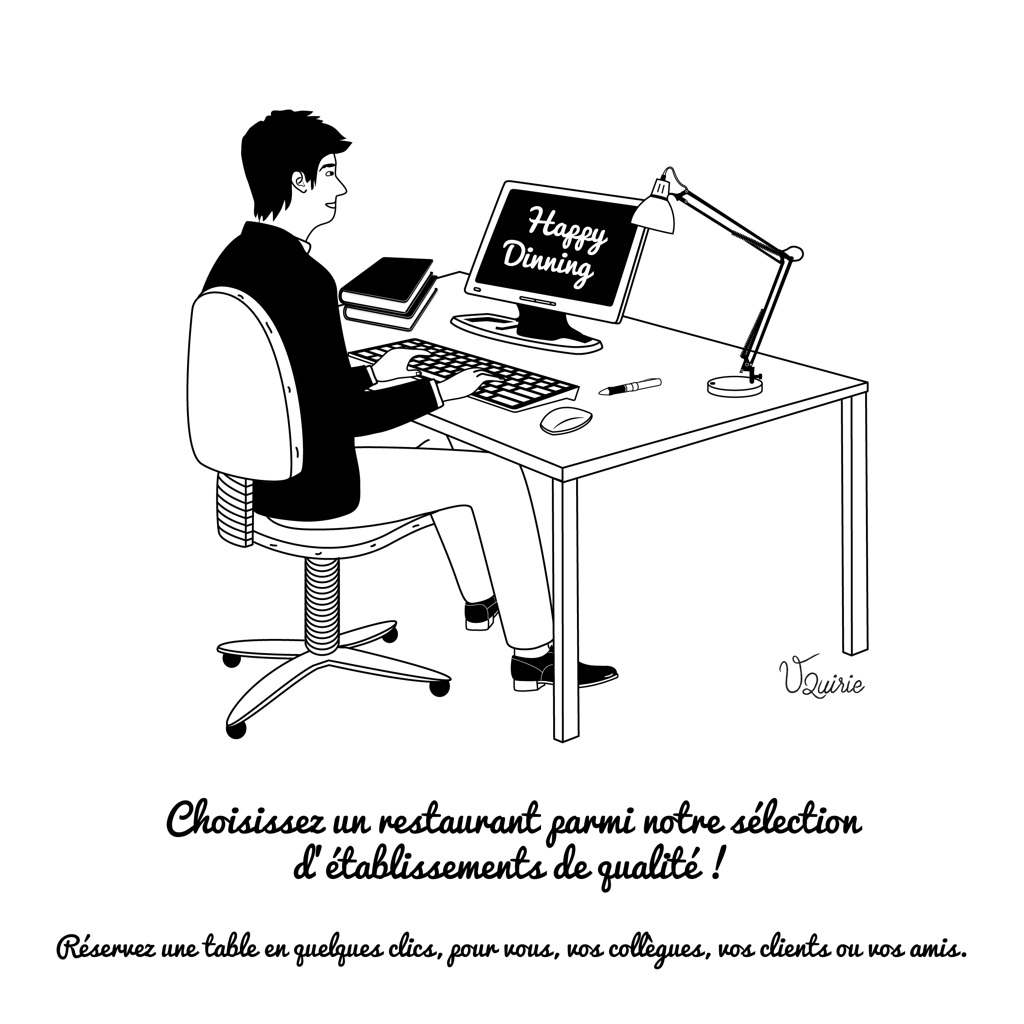 Happy
Dinning
VQuirie
Choisissez un restaurant parmi notre sélection
d'établissements de qualité !
Réservez une table en quelques clics, pour vous, vos collègues, vos clients ou vos amis.